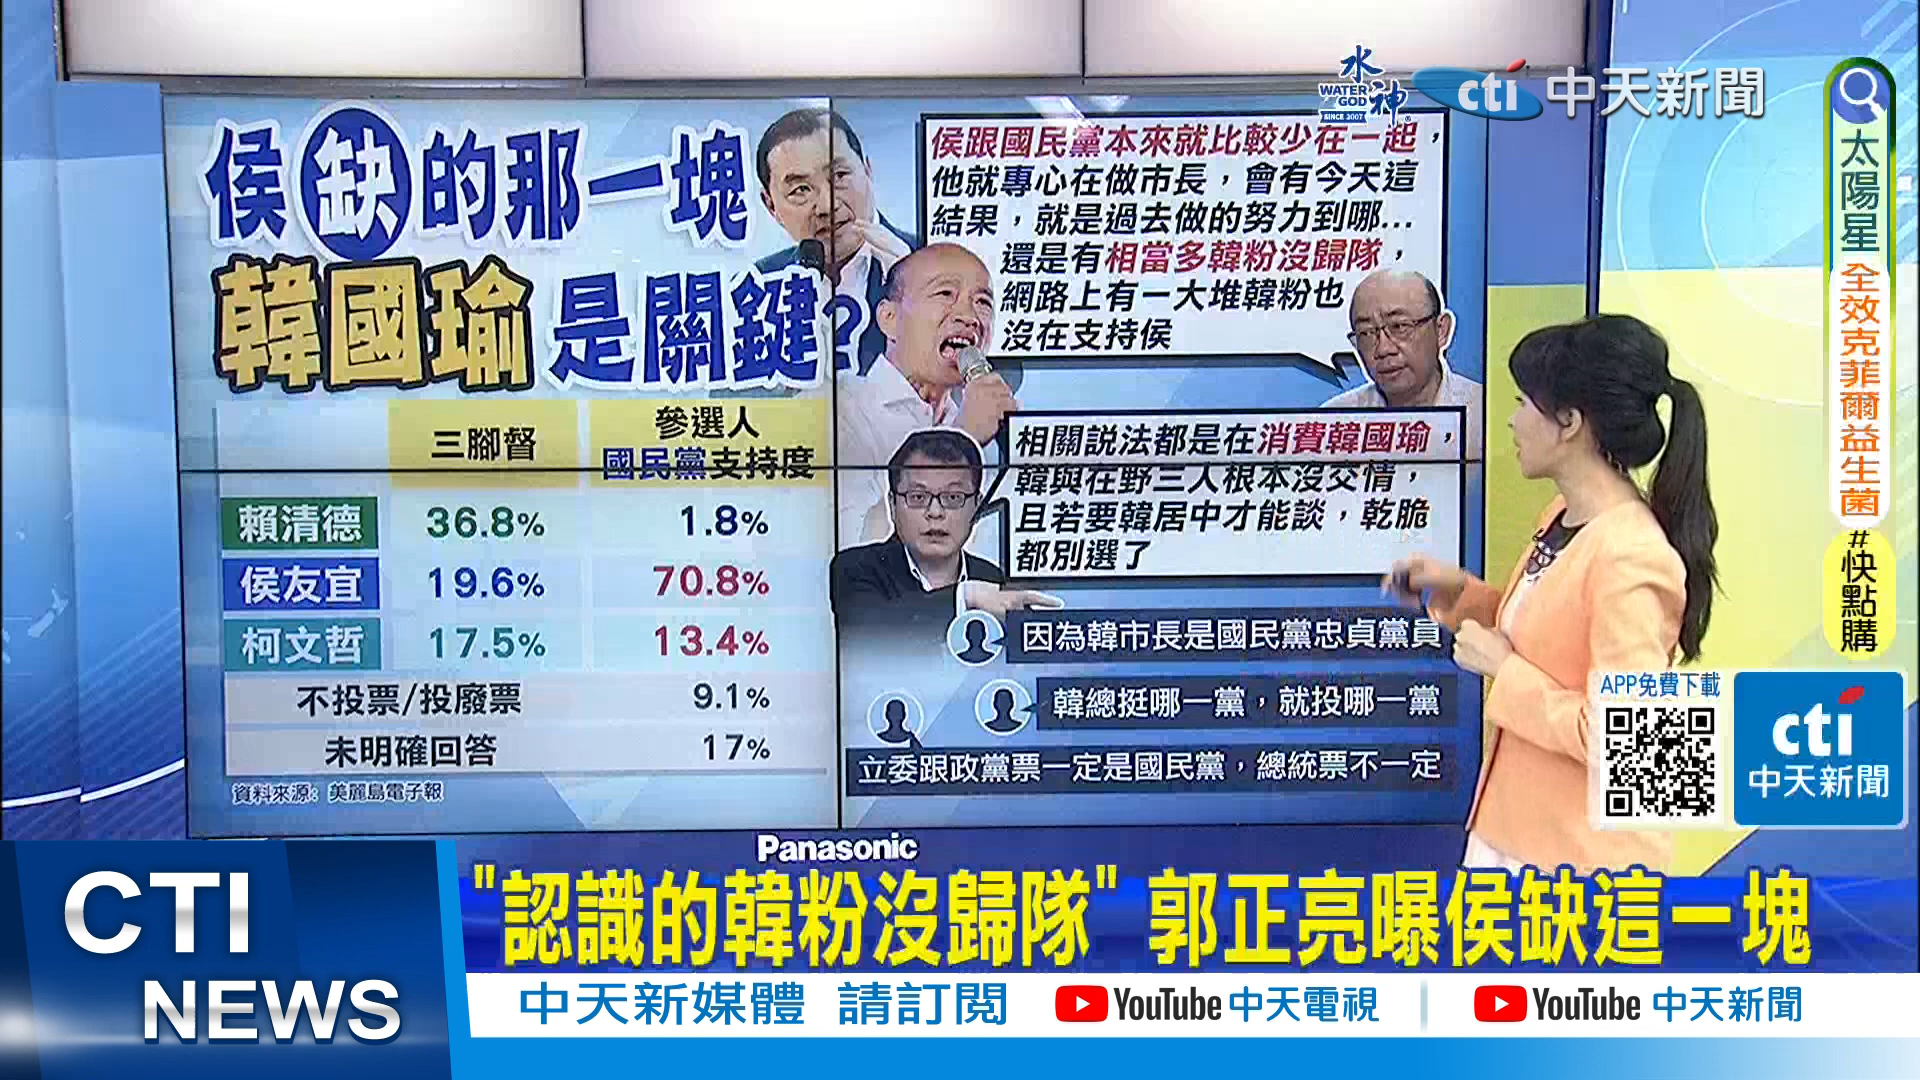 水神
WATER GOD
SINCE 2007
cti 中天新聞
侯缺的那一塊
韓國瑜是關鍵?
侯跟國民黨本來就比較少在一起，
他就專心在做市長，會有今天這
結果，就是過去做的努力到哪...
還是有相當多韓粉沒歸隊，
網路上有一大堆韓粉也
沒在支持侯
相關說法都是在消費韓國瑜，
韓與在野三人根本沒交情，
且若要韓居中才能談，乾脆
都別選了
三腳督 參選人國民黨支持度
賴清德 36.8% 1.8%
侯友宜 19.6% 70.8%
柯文哲 17.5% 13.4%
不投票/投廢票 9.1%
未明確回答 17%
資料來源：美麗島電子報
因為韓市長是國民黨忠貞黨員
韓總挺哪一黨，就投哪一黨
立委跟政黨票一定是國民黨，總統票不一定
太陽星
全效克菲爾益生菌
#快點購
APP免費下載
cti
中天新聞
Panasonic
"認識的韓粉沒歸隊" 郭正亮曝侯缺這一塊
CTI
NEWS
中天新媒體 請訂閱 YouTube 中天電視 | YouTube 中天新聞